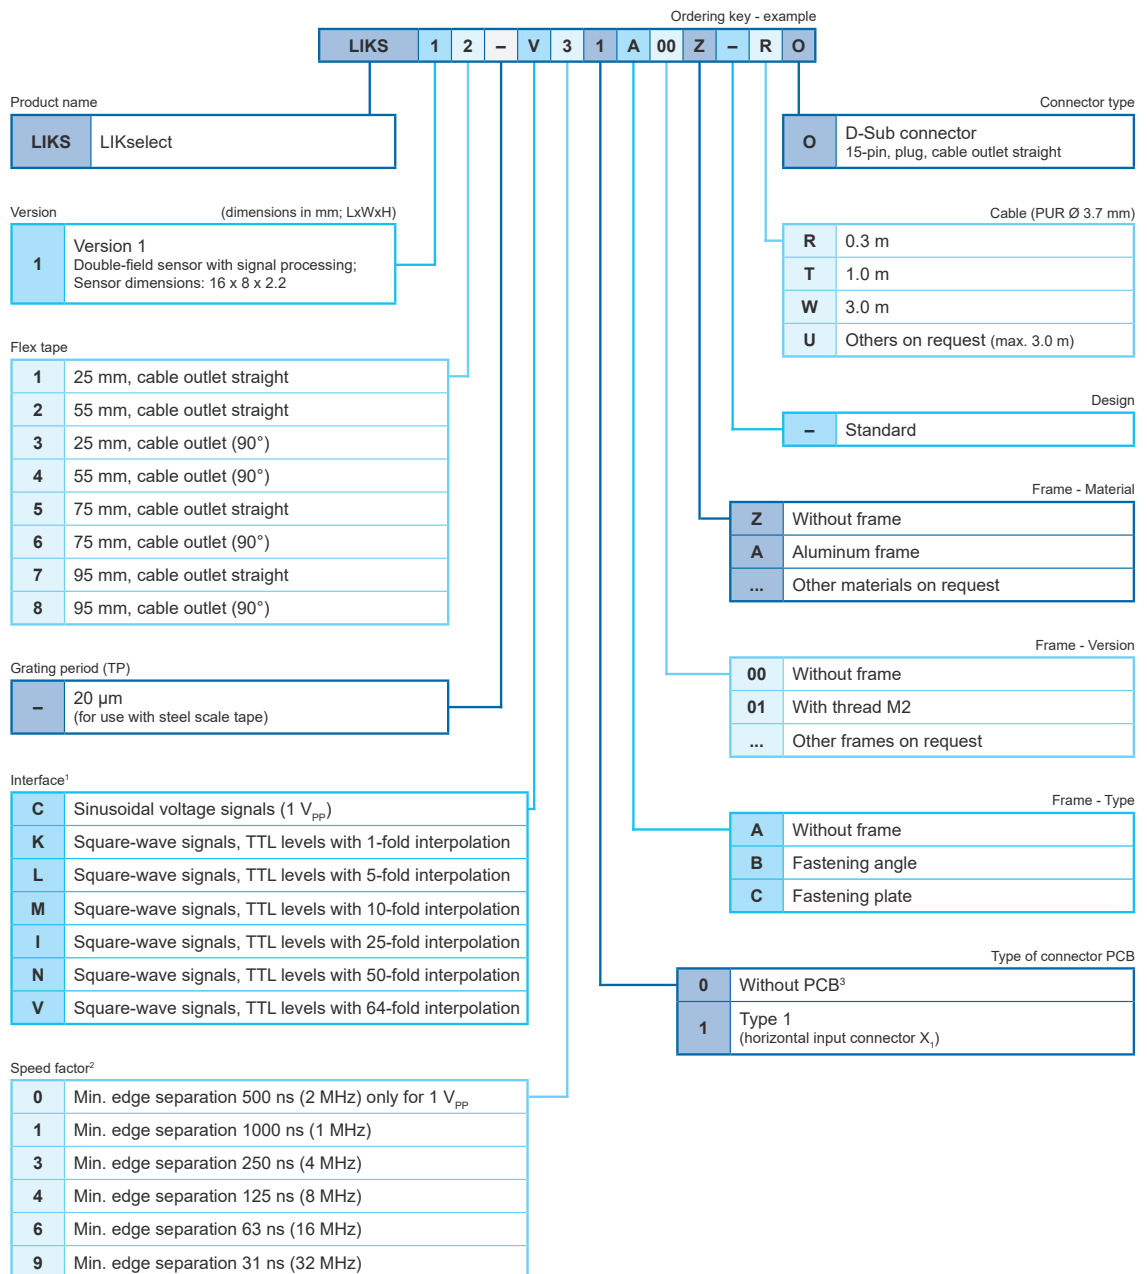 Ordering key - example
LIKS 1 2 – V 3 1 A 00 Z – R O
Product name
LIKS LIKselect
Version (dimensions in mm; LxWxH)
1 Version 1
Double-field sensor with signal processing;
Sensor dimensions: 16 x 8 x 2.2
Flex tape
1 25 mm, cable outlet straight
2 55 mm, cable outlet straight
3 25 mm, cable outlet (90°)
4 55 mm, cable outlet (90°)
5 75 mm, cable outlet straight
6 75 mm, cable outlet (90°)
7 95 mm, cable outlet straight
8 95 mm, cable outlet (90°)
Grating period (TP)
– 20 µm
(for use with steel scale tape)
Interface¹
C Sinusoidal voltage signals (1 VPP)
K Square-wave signals, TTL levels with 1-fold interpolation
L Square-wave signals, TTL levels with 5-fold interpolation
M Square-wave signals, TTL levels with 10-fold interpolation
I Square-wave signals, TTL levels with 25-fold interpolation
N Square-wave signals, TTL levels with 50-fold interpolation
V Square-wave signals, TTL levels with 64-fold interpolation
Speed factor²
0 Min. edge separation 500 ns (2 MHz) only for 1 VPP
1 Min. edge separation 1000 ns (1 MHz)
3 Min. edge separation 250 ns (4 MHz)
4 Min. edge separation 125 ns (8 MHz)
6 Min. edge separation 63 ns (16 MHz)
9 Min. edge separation 31 ns (32 MHz)
Connector type
O D-Sub connector
15-pin, plug, cable outlet straight
Cable (PUR Ø 3.7 mm)
R 0.3 m
T 1.0 m
W 3.0 m
U Others on request (max. 3.0 m)
Design
– Standard
Frame - Material
Z Without frame
A Aluminum frame
... Other materials on request
Frame - Version
00 Without frame
01 With thread M2
... Other frames on request
Frame - Type
A Without frame
B Fastening angle
C Fastening plate
Type of connector PCB
0 Without PCB³
1 Type 1
(horizontal input connector X₁)